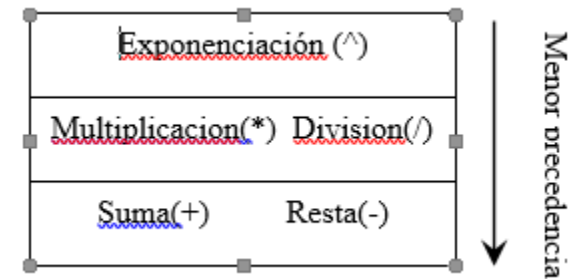 Exponenciación (^)
Multiplicacion(*) Division(/)
Suma(+) Resta(-)
Menor precedencia